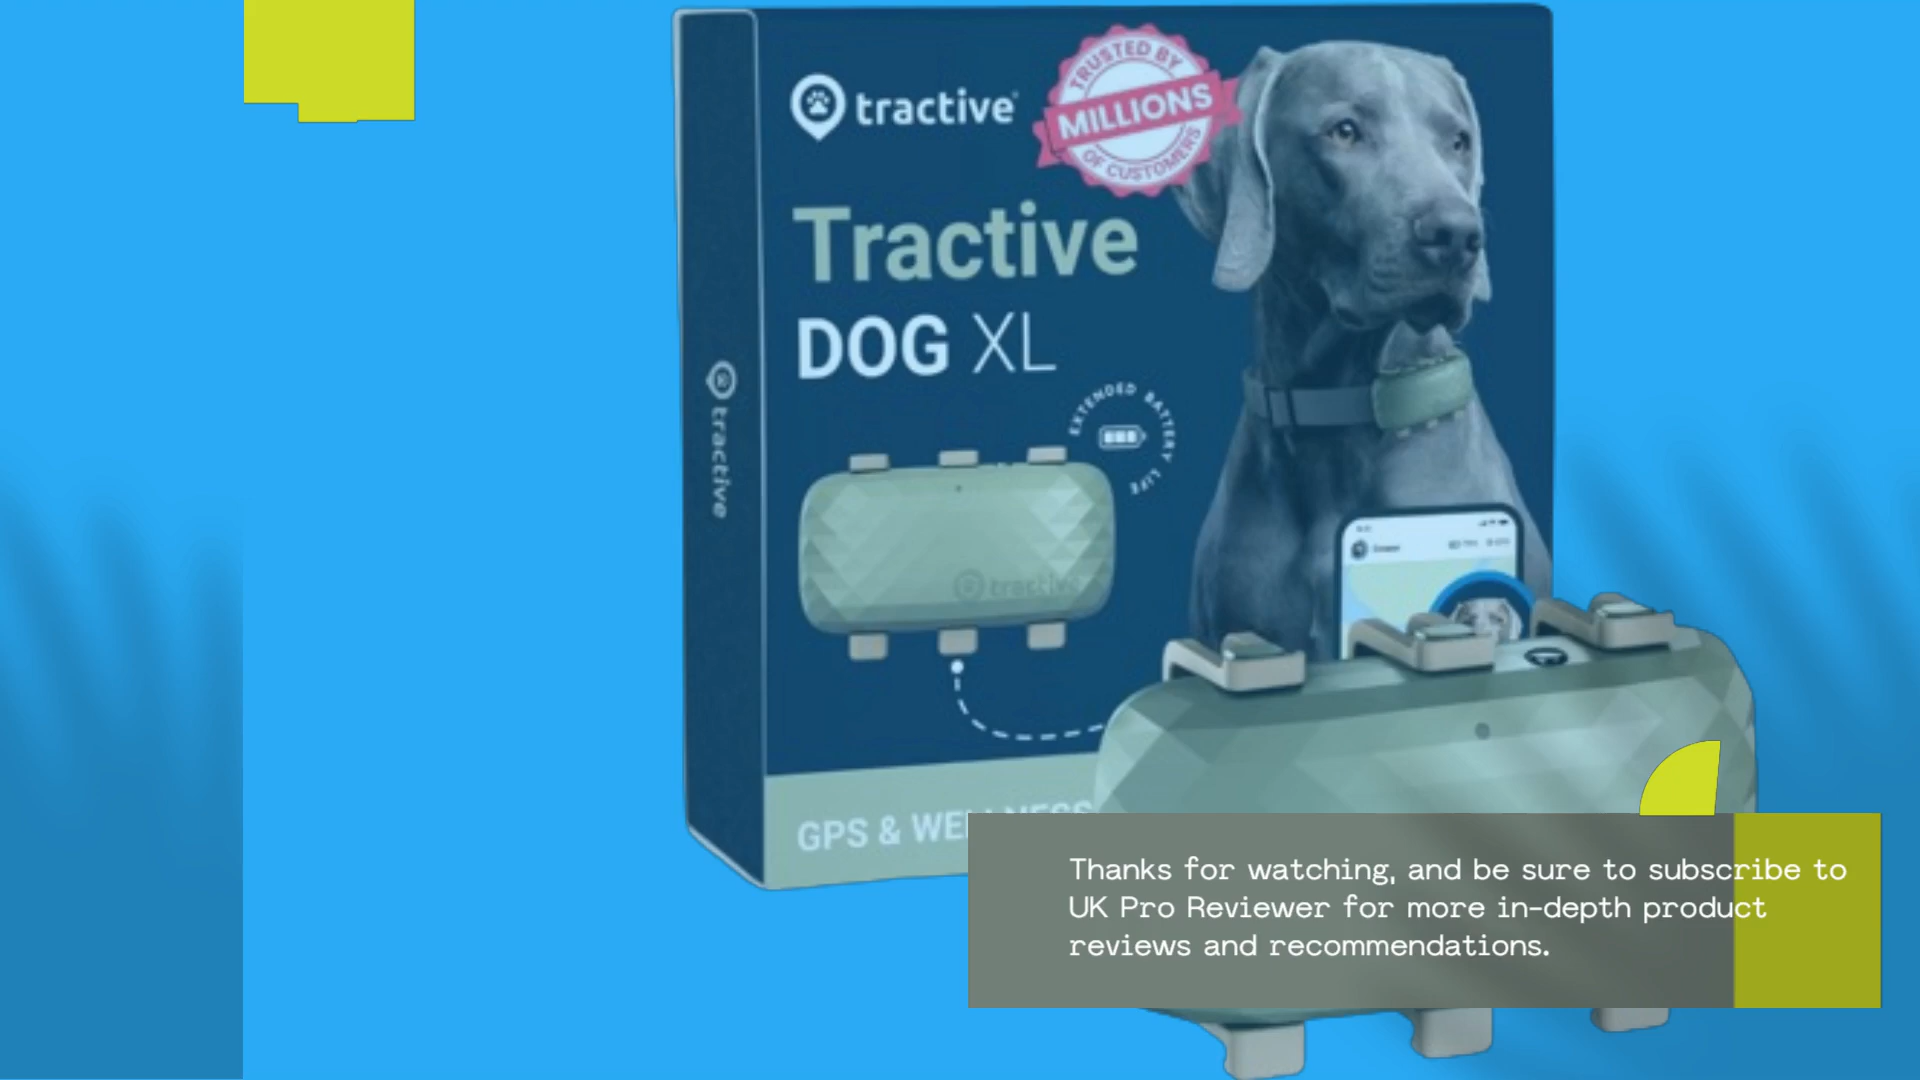 tractive
TRUSTED BY
MILLIONS
OF CUSTOMERS
Tractive
DOG XL
EXTENDED BATTERY LIFE
tractive
tractive
GPS & WELLNESS
Thanks for watching, and be sure to subscribe to
UK Pro Reviewer for more in-depth product
reviews and recommendations.